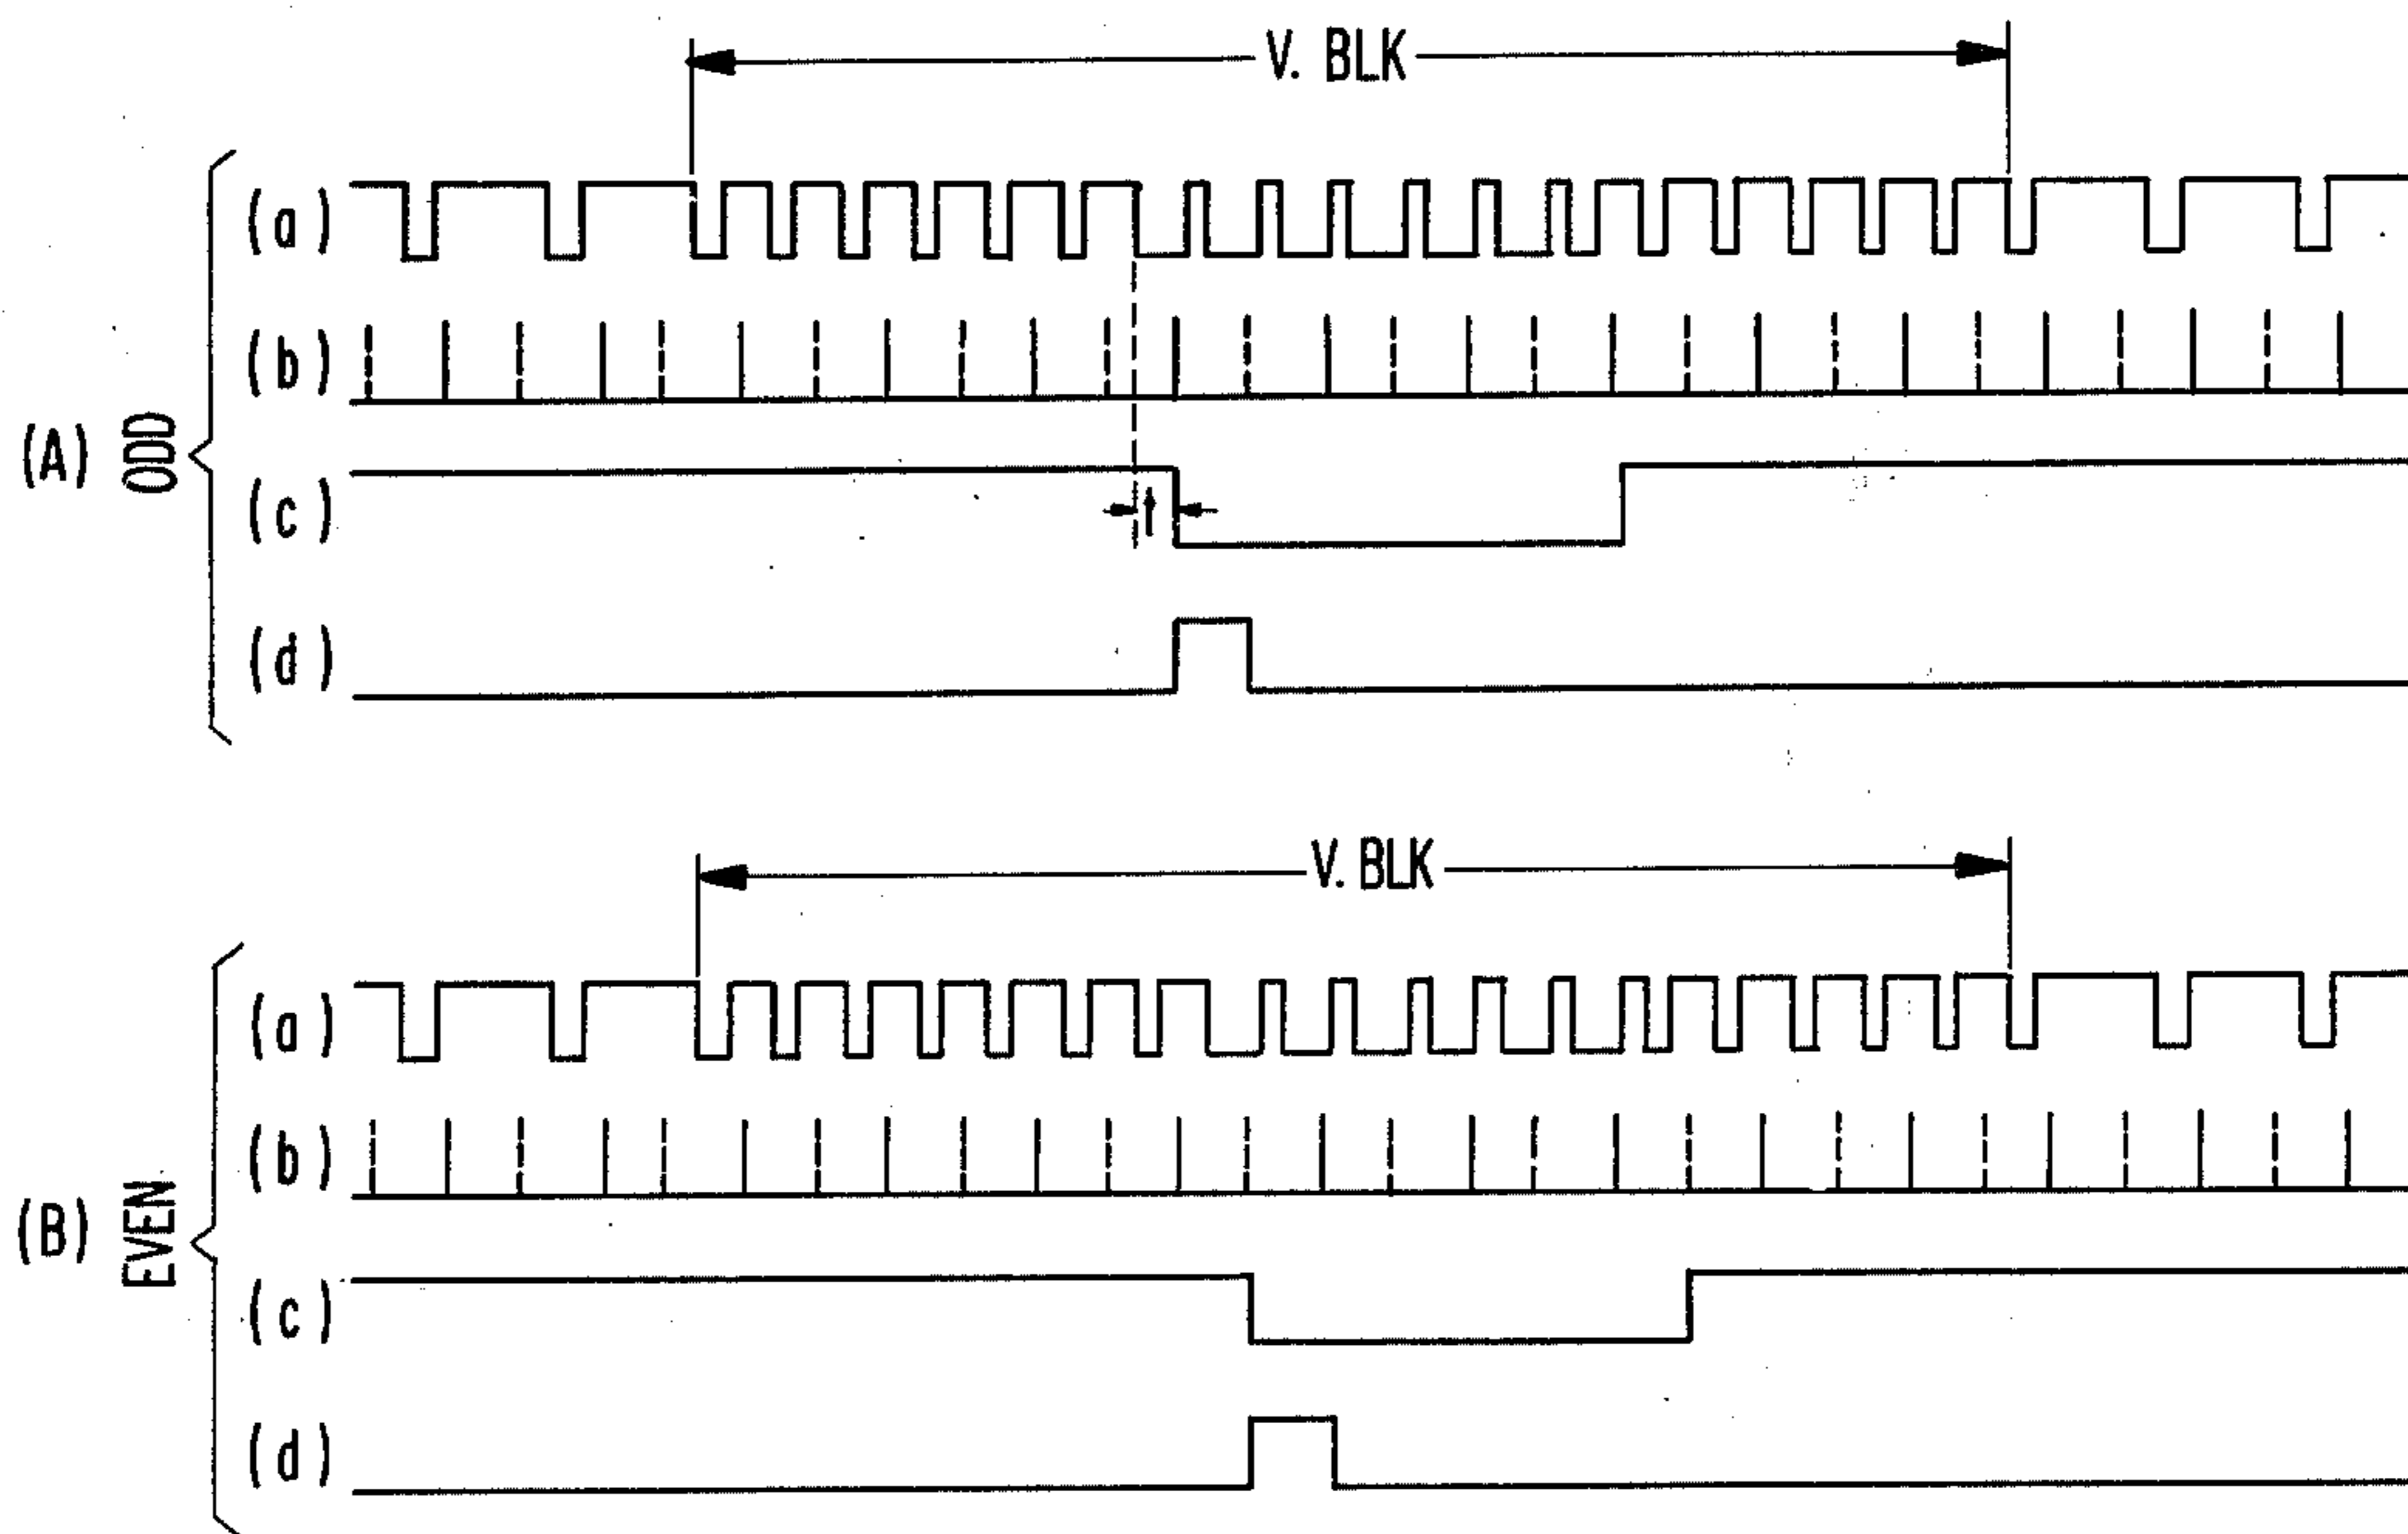 V. BLK
(A) ODD
(a)
(b)
(c)
t
(d)
V. BLK
(B) EVEN
(a)
(b)
(c)
(d)